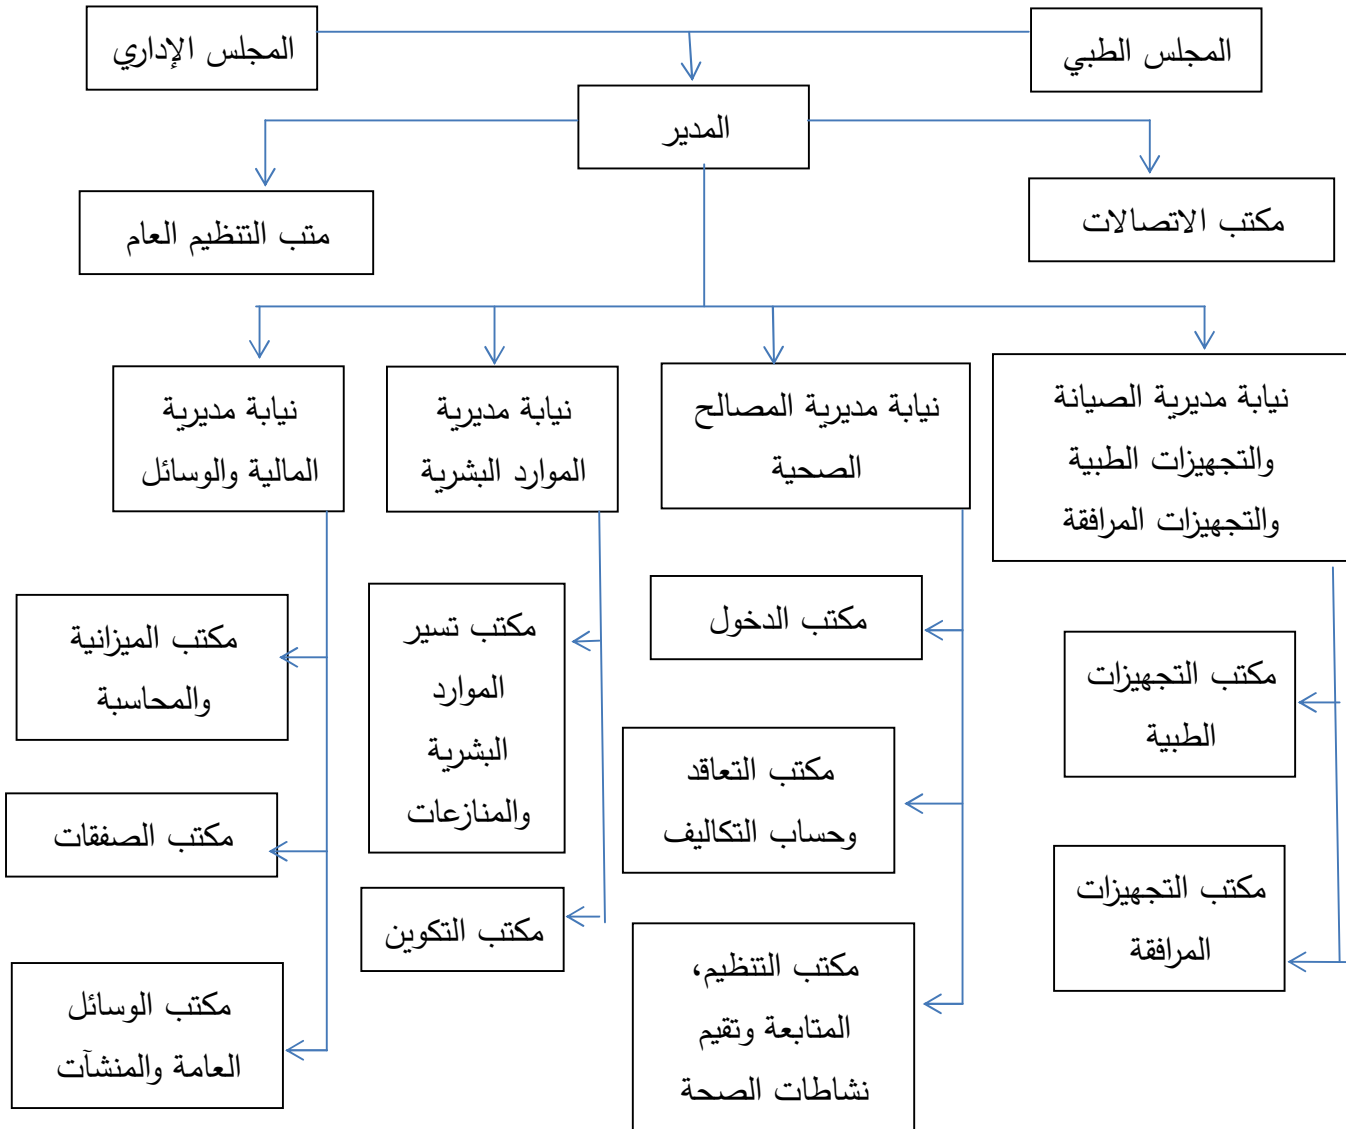 المجلس الطبي
المجلس الإداري
المدير
مكتب الاتصالات
متب التنظيم العام
نيابة مديرية الصيانة
والتجهيزات الطبية
والتجهيزات المرافقة
نيابة مديرية المصالح
الصحية
نيابة مديرية
الموارد البشرية
نيابة مديرية
المالية والوسائل
مكتب التجهيزات
الطبية
مكتب التجهيزات
المرافقة
مكتب الدخول
مكتب التعاقد
وحساب التكاليف
مكتب التنظيم،
المتابعة وتقيم
نشاطات الصحة
مكتب تسير
الموارد
البشرية
والمنازعات
مكتب التكوين
مكتب الميزانية
والمحاسبة
مكتب الصفقات
مكتب الوسائل
العامة والمنشآت